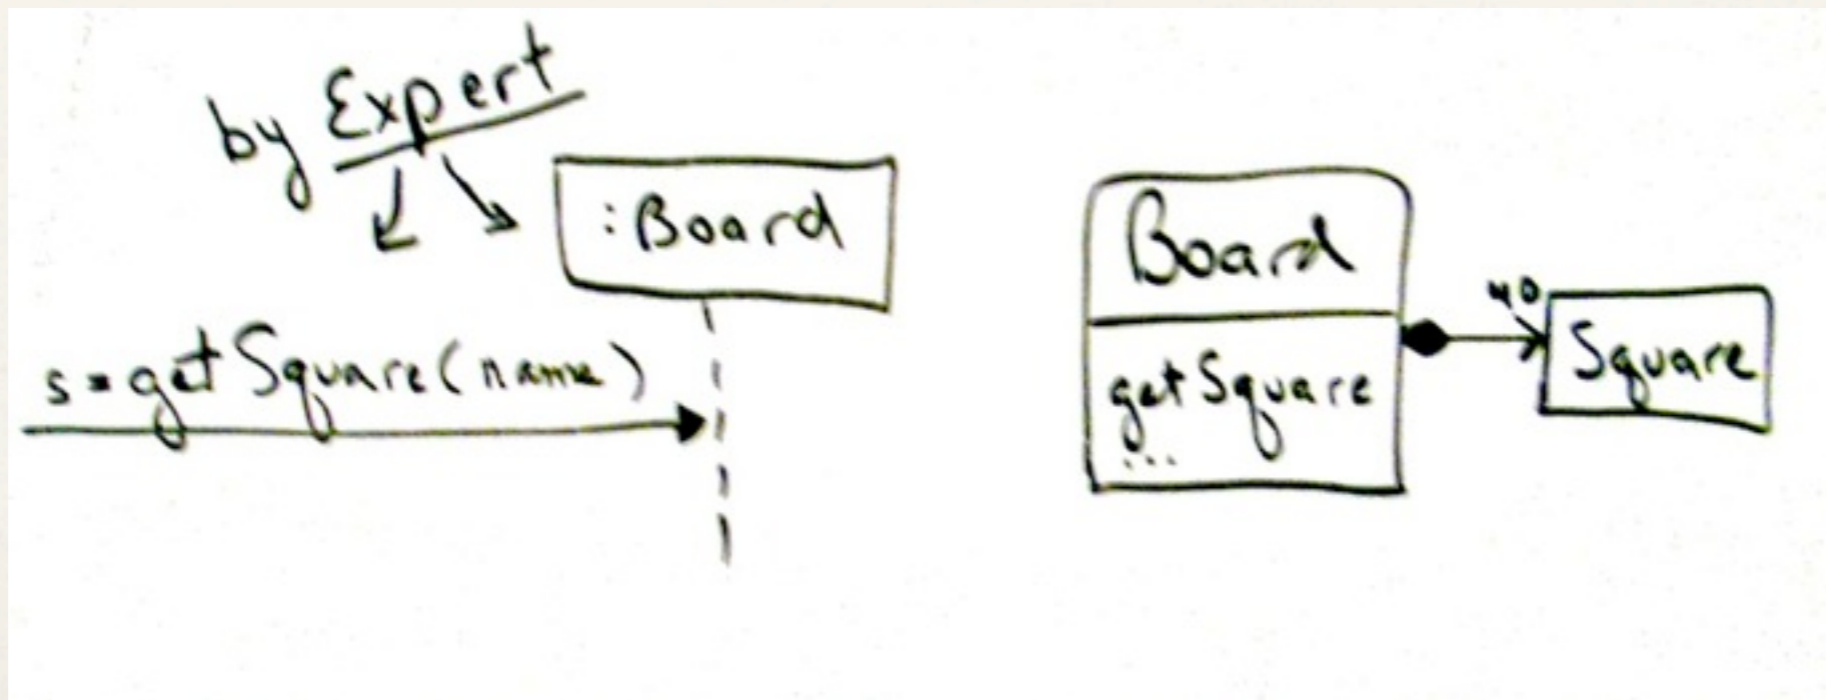 by Expert
:Board
s = getSquare(name)
Board
getSquare
...
40
Square